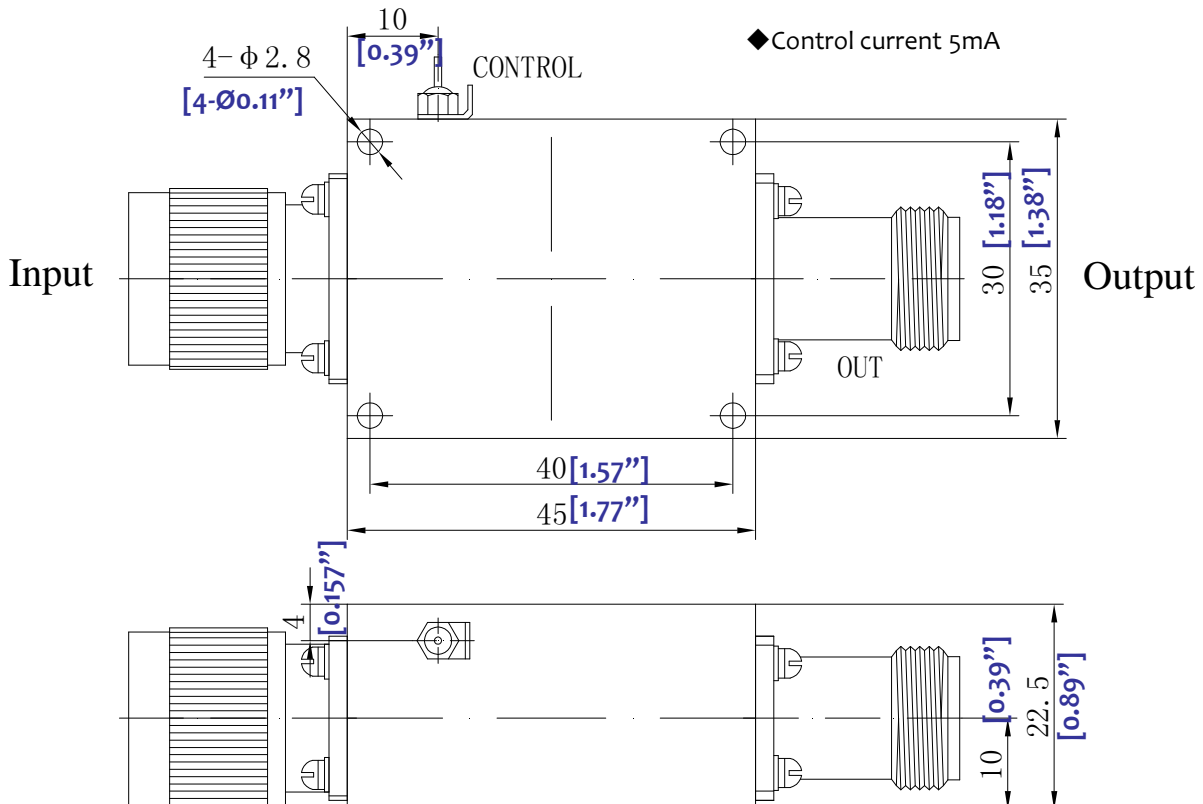 10
[0.39”]
◆Control current 5mA
4-φ2.8
[4-Ø0.11”]
CONTROL
Input
30 [1.18”]
35 [1.38”]
Output
OUT
40[1.57”]
45[1.77”]
4
[0.157”]
10 [0.39”]
22.5
[0.89”]